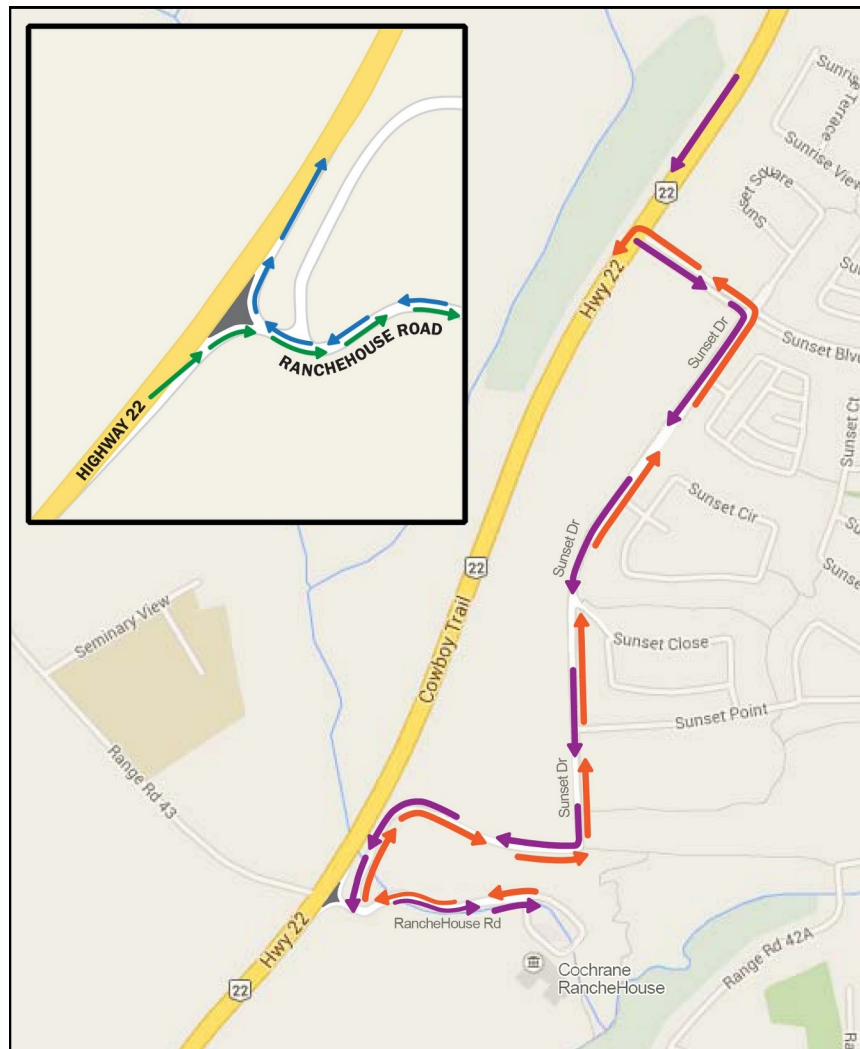 HIGHWAY 22
RANCHEHOUSE ROAD
Sunrise
Terrace
Sunrise View
Sunset Square
22
Hwy 22
Sunset Dr
Sunset Blvd
Sunset Ct
Sunset Cir
Sunset Dr
22
Cowboy Trail
Seminary View
Sunset Close
Sunset Point
Range Rd 43
Sunset Dr
Hwy 22
RancheHouse Rd
22
Cochrane
RancheHouse
Range Rd 42A